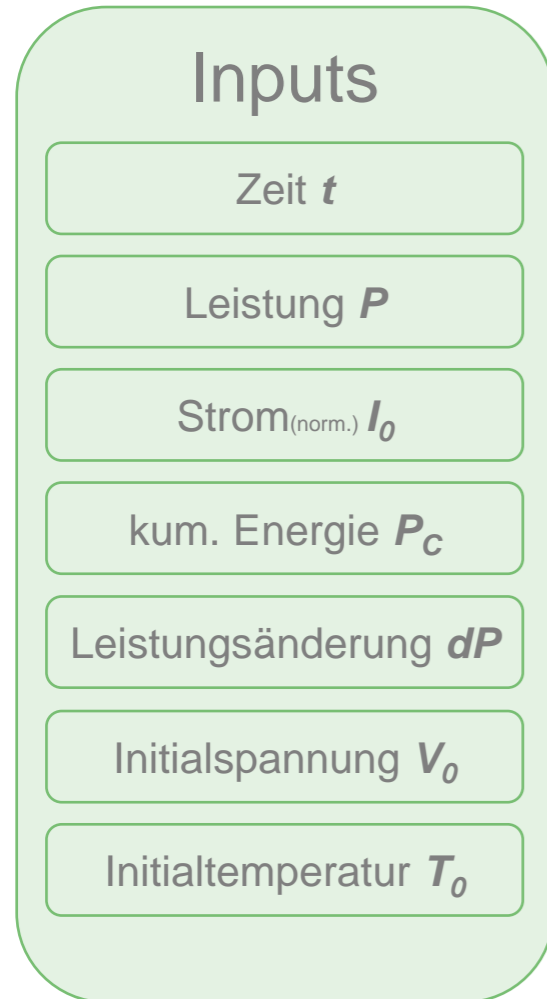 Inputs
Zeit t
Leistung P
Strom(norm.) I0
kum. Energie PC
Leistungsänderung dP
Initialspannung V0
Initialtemperatur T0